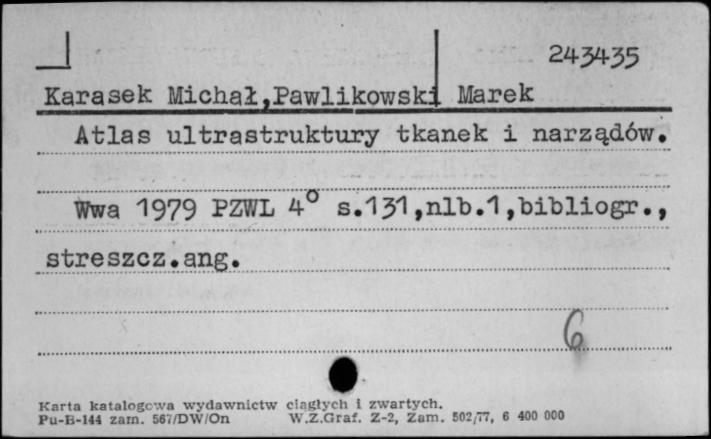 243435
Karasek Michał,Pawlikowski Marek
Atlas ultrastruktury tkanek i narządów.
Wwa 1979 PZWL 4° s.131,nlb.1,bibliogr.,
streszcz.ang.
6
Karta katalogowa wydawnictw ciągłych i zwartych.
Pu-B-144 zam. 567/DW/On W.Z.Graf. Z-2, Zam. 502/77, 6 400 000